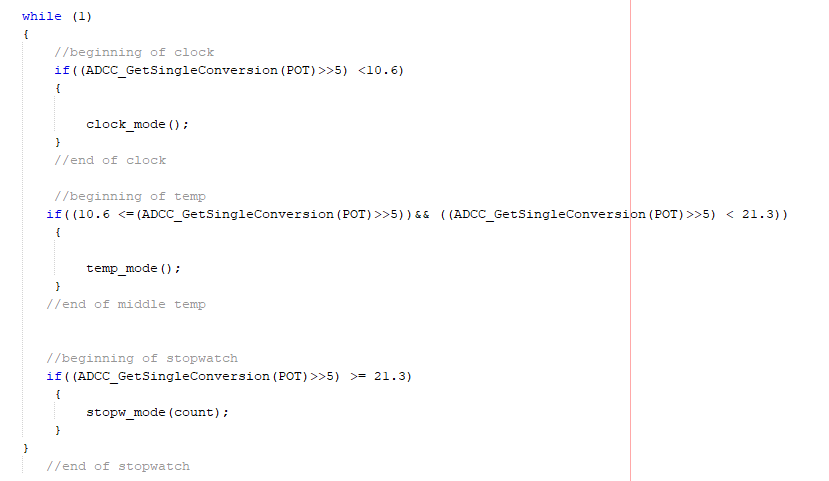 while (1)
{
//beginning of clock
if((ADCC_GetSingleConversion(POT)>>5) <10.6)
{
clock_mode();
}
//end of clock
//beginning of temp
if((10.6 <=(ADCC_GetSingleConversion(POT)>>5))&& ((ADCC_GetSingleConversion(POT)>>5) < 21.3))
{
temp_mode();
}
//end of middle temp
//beginning of stopwatch
if((ADCC_GetSingleConversion(POT)>>5) >= 21.3)
{
stopw_mode(count);
}
}
//end of stopwatch